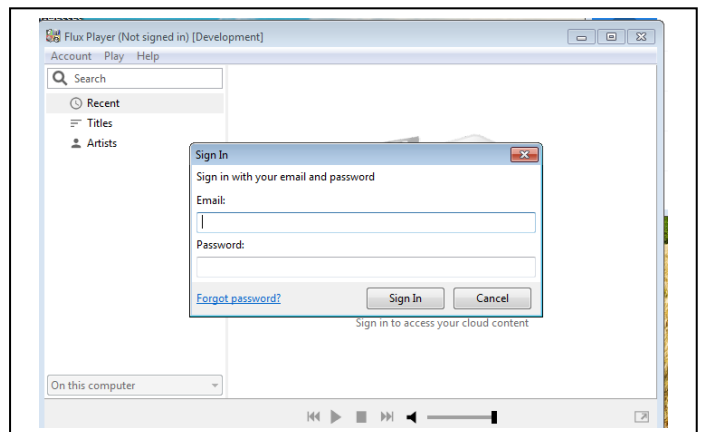 Flux Player (Not signed in) [Development]
Account Play Help
Search
Recent
Titles
Artists
Sign In
Sign in with your email and password
Email:
Password:
Forgot password?
Sign In
Cancel
Sign in to access your cloud content
On this computer